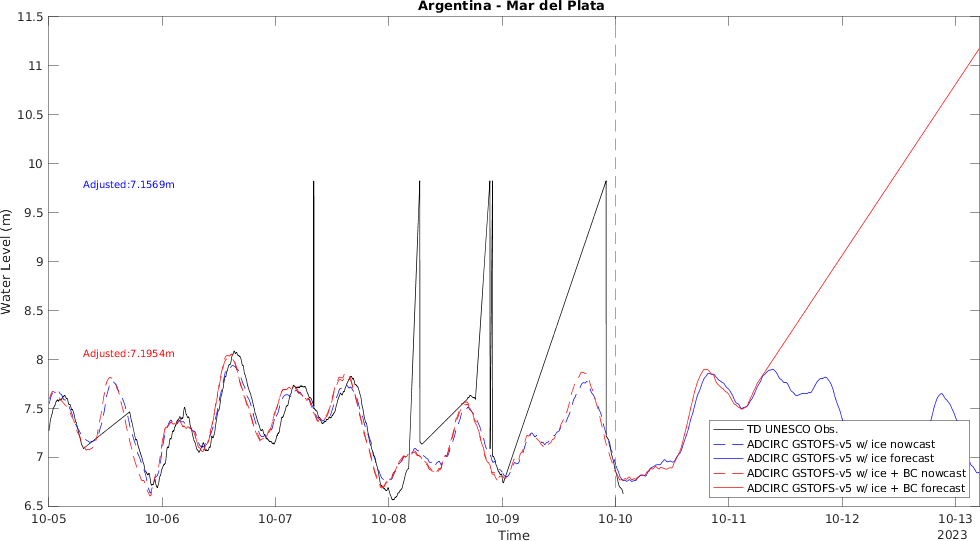 Argentina - Mar del Plata
11.5
11
10.5
10
9.5
9
8.5
8
7.5
7
6.5
Water Level (m)
Adjusted:7.1569m
Adjusted:7.1954m
TD UNESCO Obs.
ADCIRC GSTOFS-v5 w/ ice nowcast
ADCIRC GSTOFS-v5 w/ ice forecast
ADCIRC GSTOFS-v5 w/ ice + BC nowcast
ADCIRC GSTOFS-v5 w/ ice + BC forecast
10-05 10-06 10-07 10-08 10-09 10-10 10-11 10-12 10-13
Time
2023